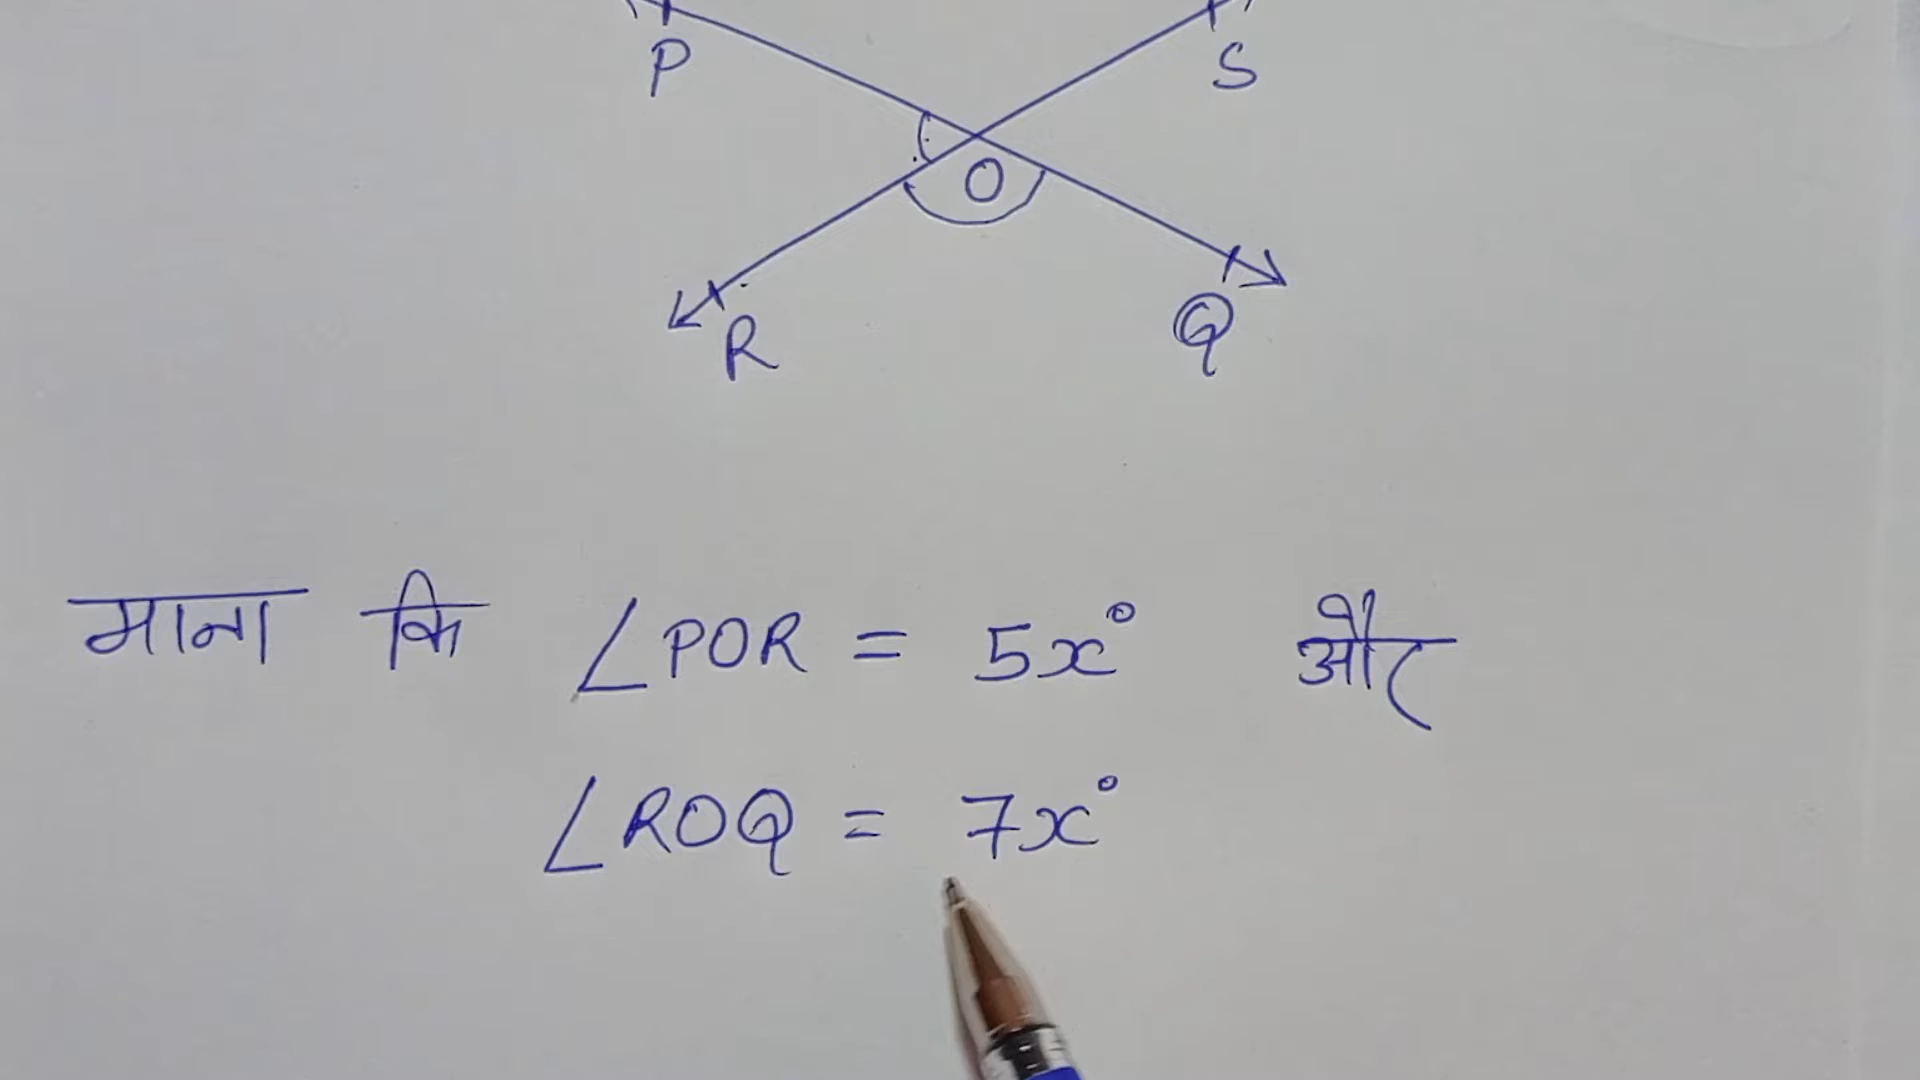 P S
O
R Q
माना कि ∠POR = 5x° और
∠ROQ = 7x°